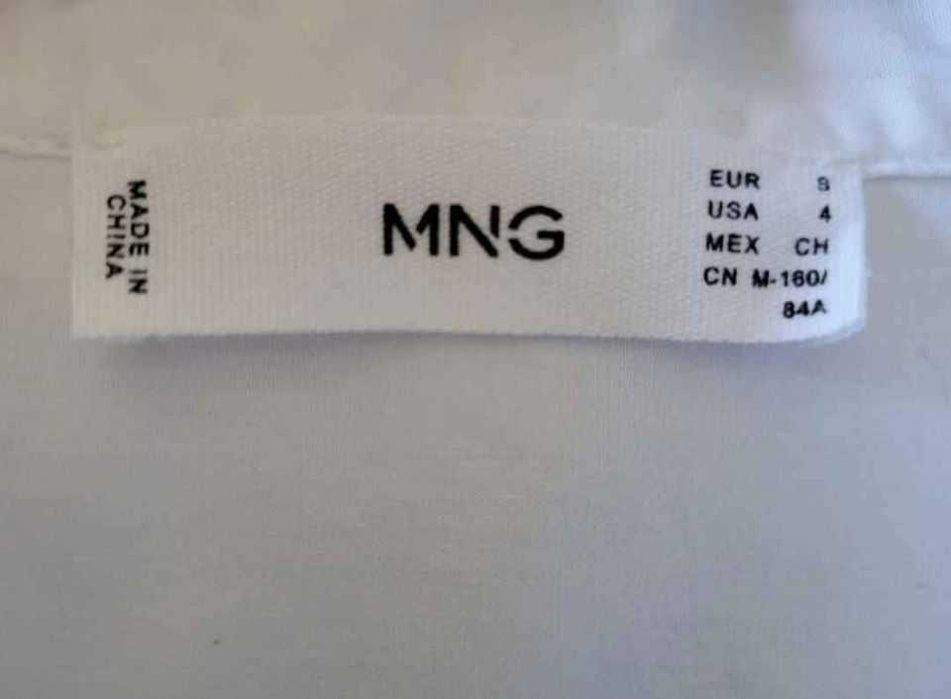 MADE IN
CHINA
MNG
EUR S
USA 4
MEX CH
CN M-160/
84A